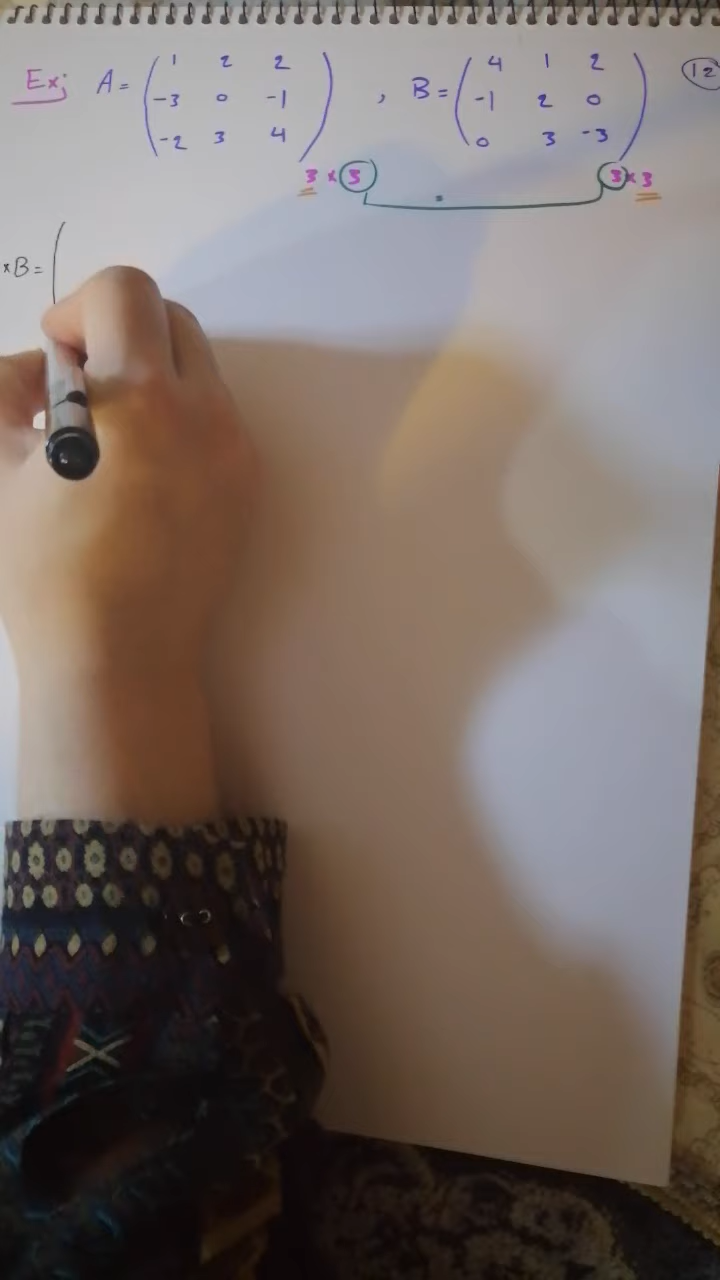 Ex; A = ( 1 2 2 ) , B = ( 4 1 2 ) 12
-3 0 -1 -1 2 0
-2 3 4 0 3 -3
3 × 3 3 × 3
× B = (